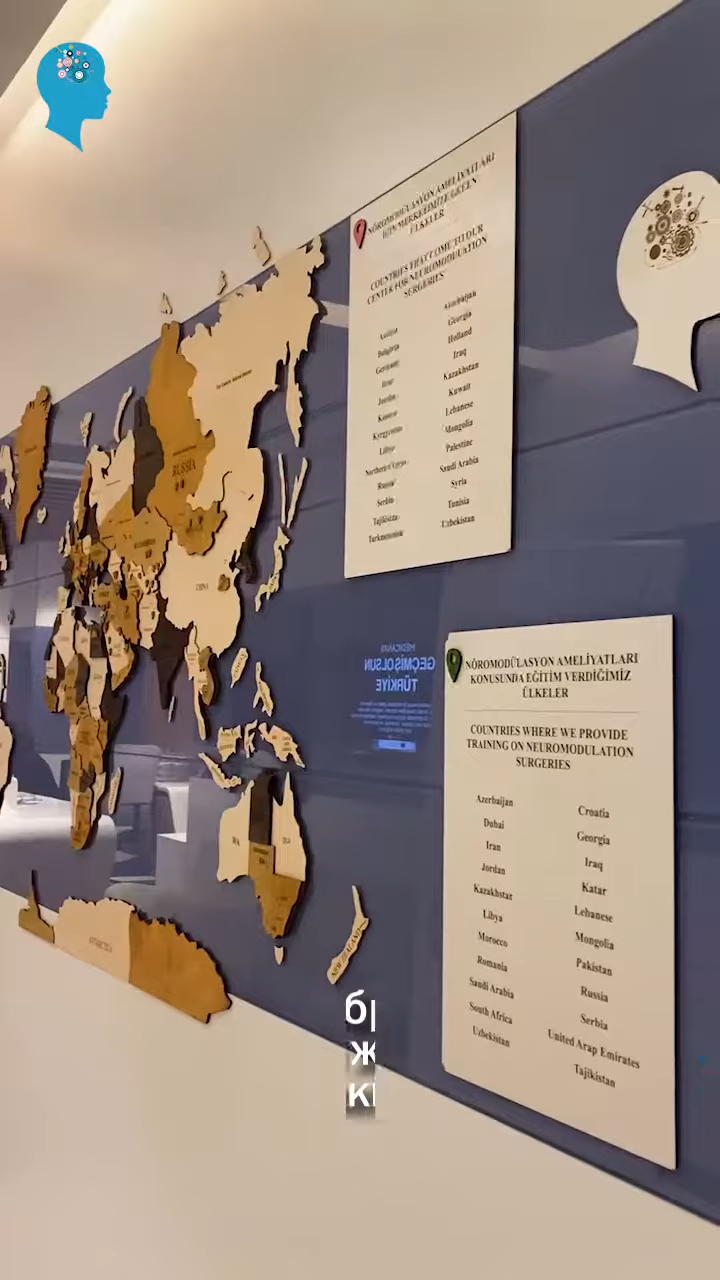 NÖROMODÜLASYON AMELİYATLARI
İÇİN MERKEZİMİZE GELEN
ÜLKELER
COUNTRIES THAT COME TO OUR
CENTER FOR NEUROMODULATION
SURGERIES
Azerbaijan
Georgia
Bulgaria
Holland
Germany
Iraq
Kazakhstan
Jordan
Kuwait
Kosovo
Lebanese
Kyrgyzstan
Mongolia
Libya
Palestine
Northern Cyprus
Saudi Arabia
Russia
Syria
Serbia
Tunisia
Uzbekistan
RUSSIA
CHINA
MEDICANA
GEÇMİŞ OLSUN
TÜRKİYE
NÖROMODÜLASYON AMELİYATLARI
KONUSUNDA EĞİTİM VERDİĞİMİZ
ÜLKELER
COUNTRIES WHERE WE PROVIDE
TRAINING ON NEUROMODULATION
SURGERIES
Azerbaijan
Croatia
Dubai
Georgia
Iran
Iraq
Jordan
Katar
Kazakhstan
Lebanese
Libya
Mongolia
Morocco
Pakistan
Romania
Russia
Saudi Arabia
Serbia
South Africa
United Arap Emirates
Uzbekistan
Tajikistan
ANTARCTICA
NEW ZEALAND
б
ж
к